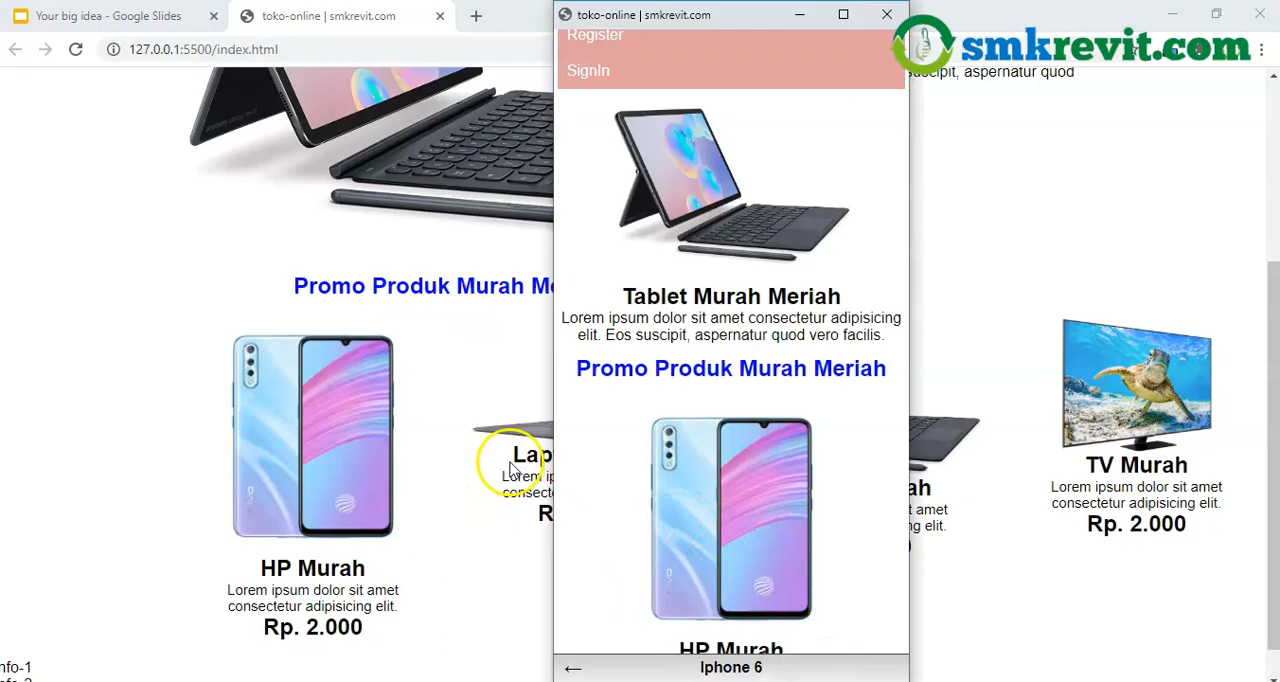 Your big idea - Google Slides
toko-online | smkrevit.com
127.0.0.1:5500/index.html
toko-online | smkrevit.com
smkrevit.com
suscipit, aspernatur quod
Register
SignIn
Tablet Murah Meriah
Lorem ipsum dolor sit amet consectetur adipisicing
elit. Eos suscipit, aspernatur quod vero facilis.
Promo Produk Murah Meriah
HP Murah
Iphone 6
Promo Produk Murah M
HP Murah
Lorem ipsum dolor sit amet
consectetur adipisicing elit.
Rp. 2.000
Lap
Lorem ip
consect
R
ah
t amet
ng elit.
TV Murah
Lorem ipsum dolor sit amet
consectetur adipisicing elit.
Rp. 2.000
nfo-1